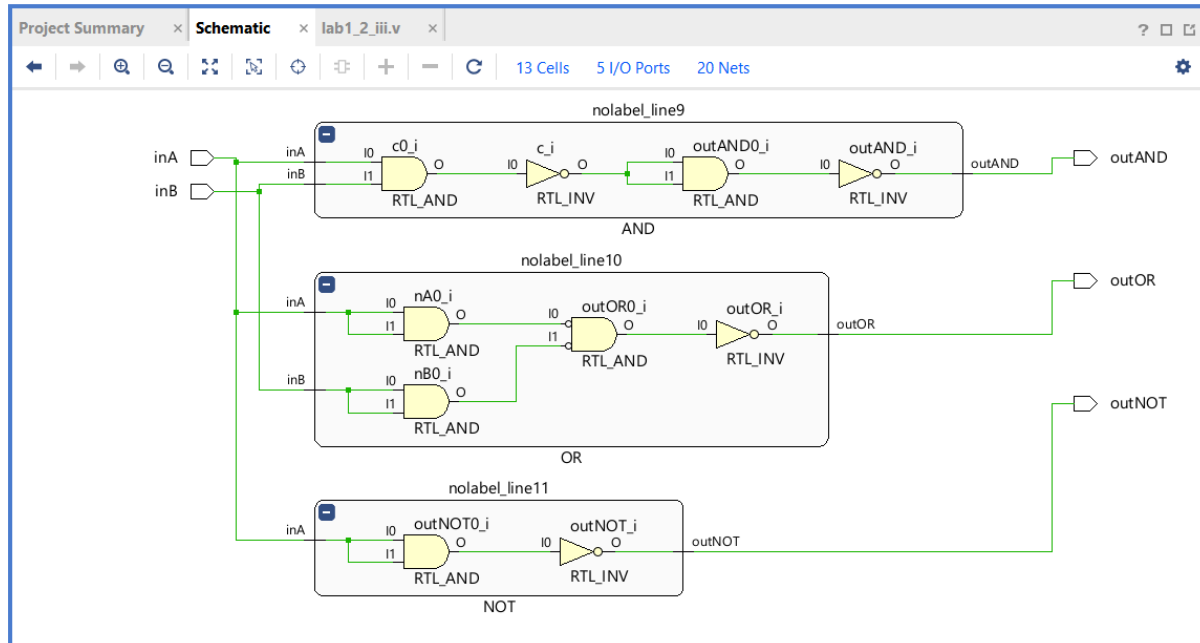 Project Summary × Schematic × lab1_2_iii.v × ?
13 Cells 5 I/O Ports 20 Nets
nolabel_line9
inA inA I0 c0_i O I0 c_i O I0 outAND0_i O I0 outAND_i O outAND outAND
inB inB I1 I1
RTL_AND RTL_INV RTL_AND RTL_INV
AND
nolabel_line10
outOR
inA I0 nA0_i O I0 outOR0_i O I0 outOR_i O outOR
I1 I1
RTL_AND RTL_AND RTL_INV
inB I0 nB0_i O
I1
RTL_AND
outNOT
OR
nolabel_line11
inA I0 outNOT0_i O I0 outNOT_i O outNOT
I1
RTL_AND RTL_INV
NOT